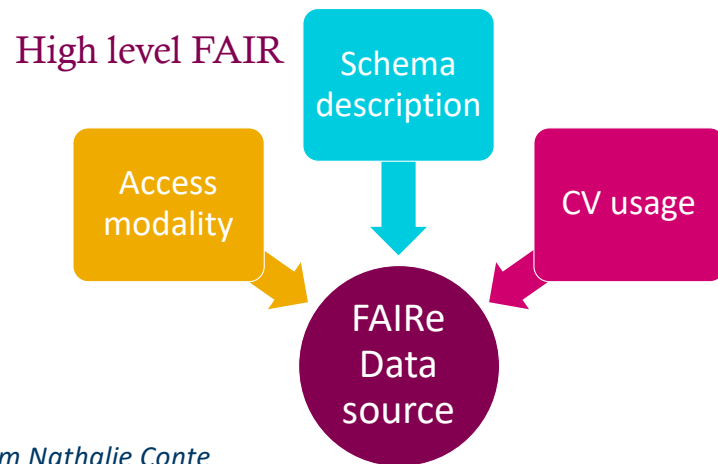 High level FAIR
Schema
description
Access
modality
CV usage
FAIRe
Data
source
Nathalie Conte